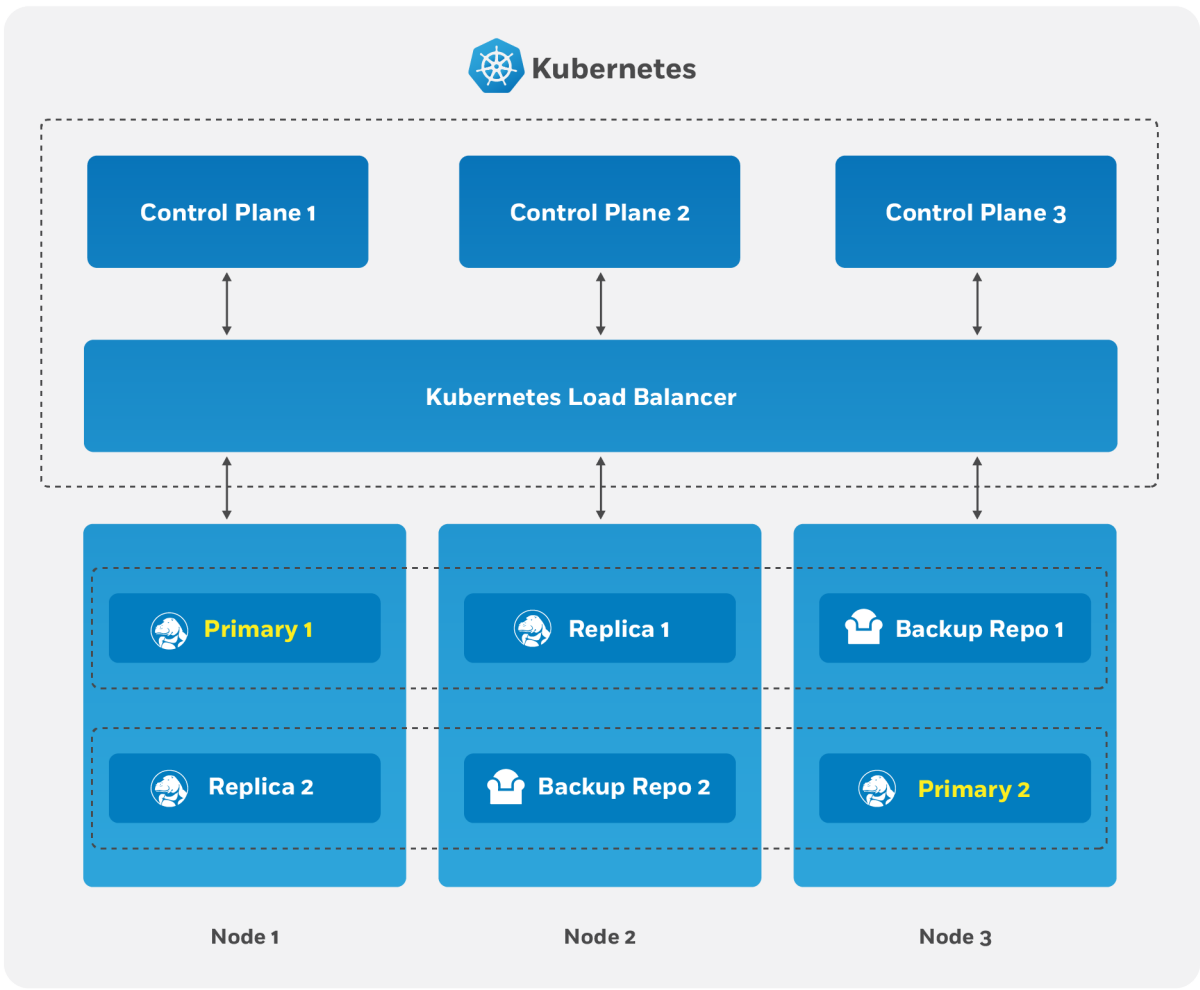 Kubernetes
Control Plane 1
Control Plane 2
Control Plane 3
Kubernetes Load Balancer
Primary 1
Replica 1
Backup Repo 1
Replica 2
Backup Repo 2
Primary 2
Node 1
Node 2
Node 3